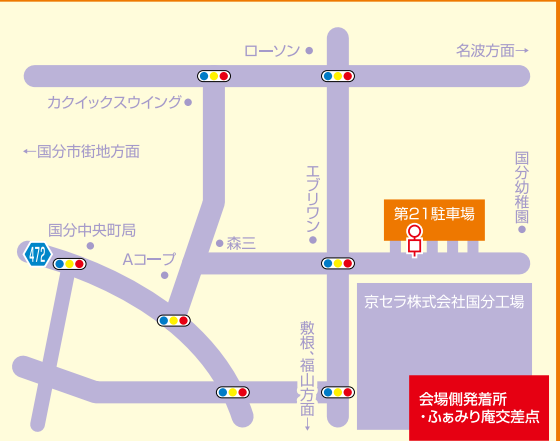 ローソン
名波方面→
カクイックスウイング
←国分市街地方面
国分幼稚園
エブリワン
第21駐車場
国分中央町局
森三
Aコープ
472
京セラ株式会社国分工場
敷根、福山方面→
会場側発着所
・ふぁみり庵交差点